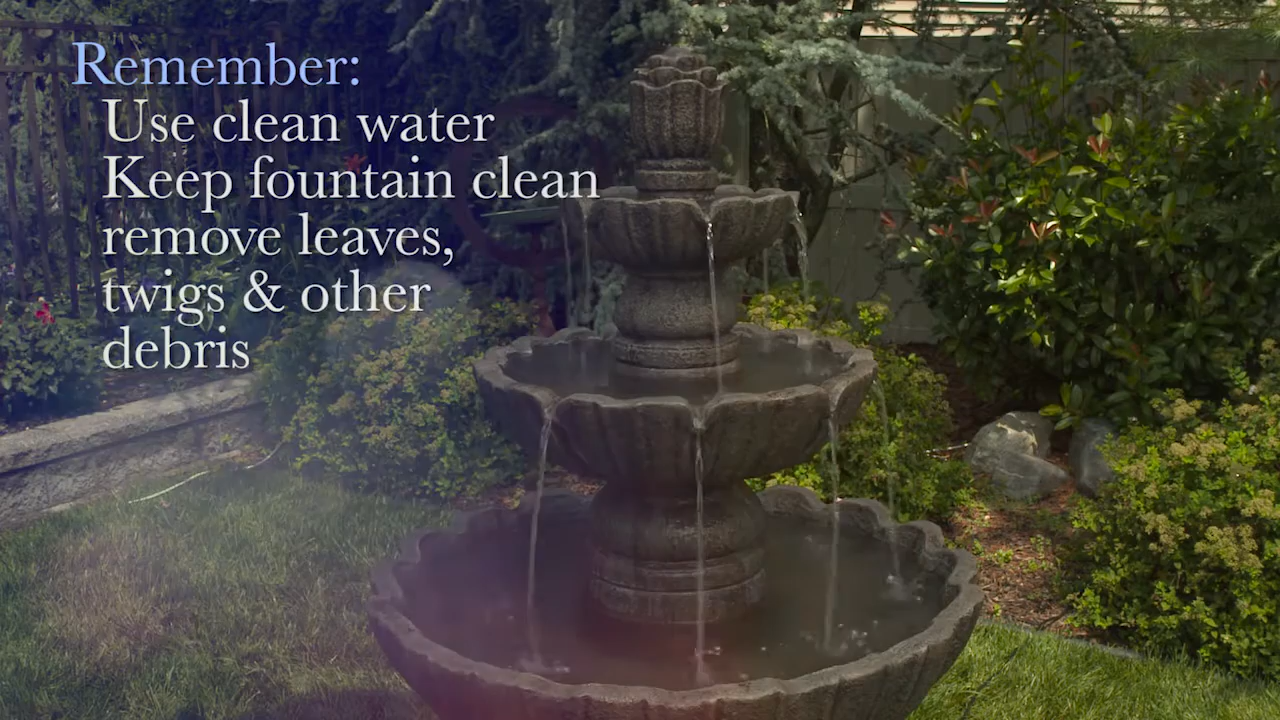 Remember:
Use clean water
Keep fountain clean
remove leaves,
twigs & other
debris